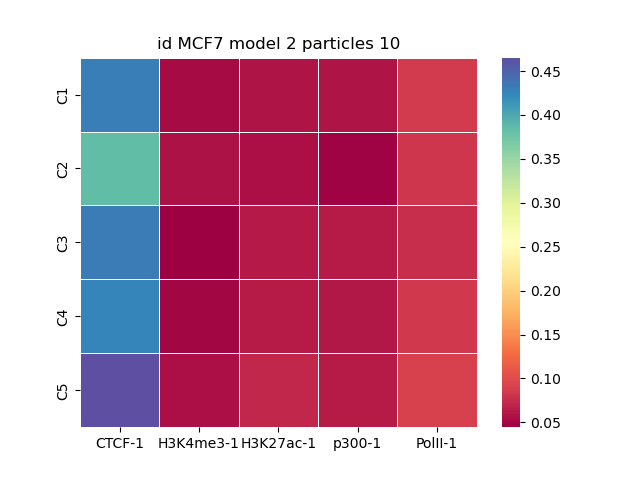 id MCF7 model 2 particles 10
C1
C2
C3
C4
C5
CTCF-1 H3K4me3-1 H3K27ac-1 p300-1 PolII-1
0.45
0.40
0.35
0.30
0.25
0.20
0.15
0.10
0.05